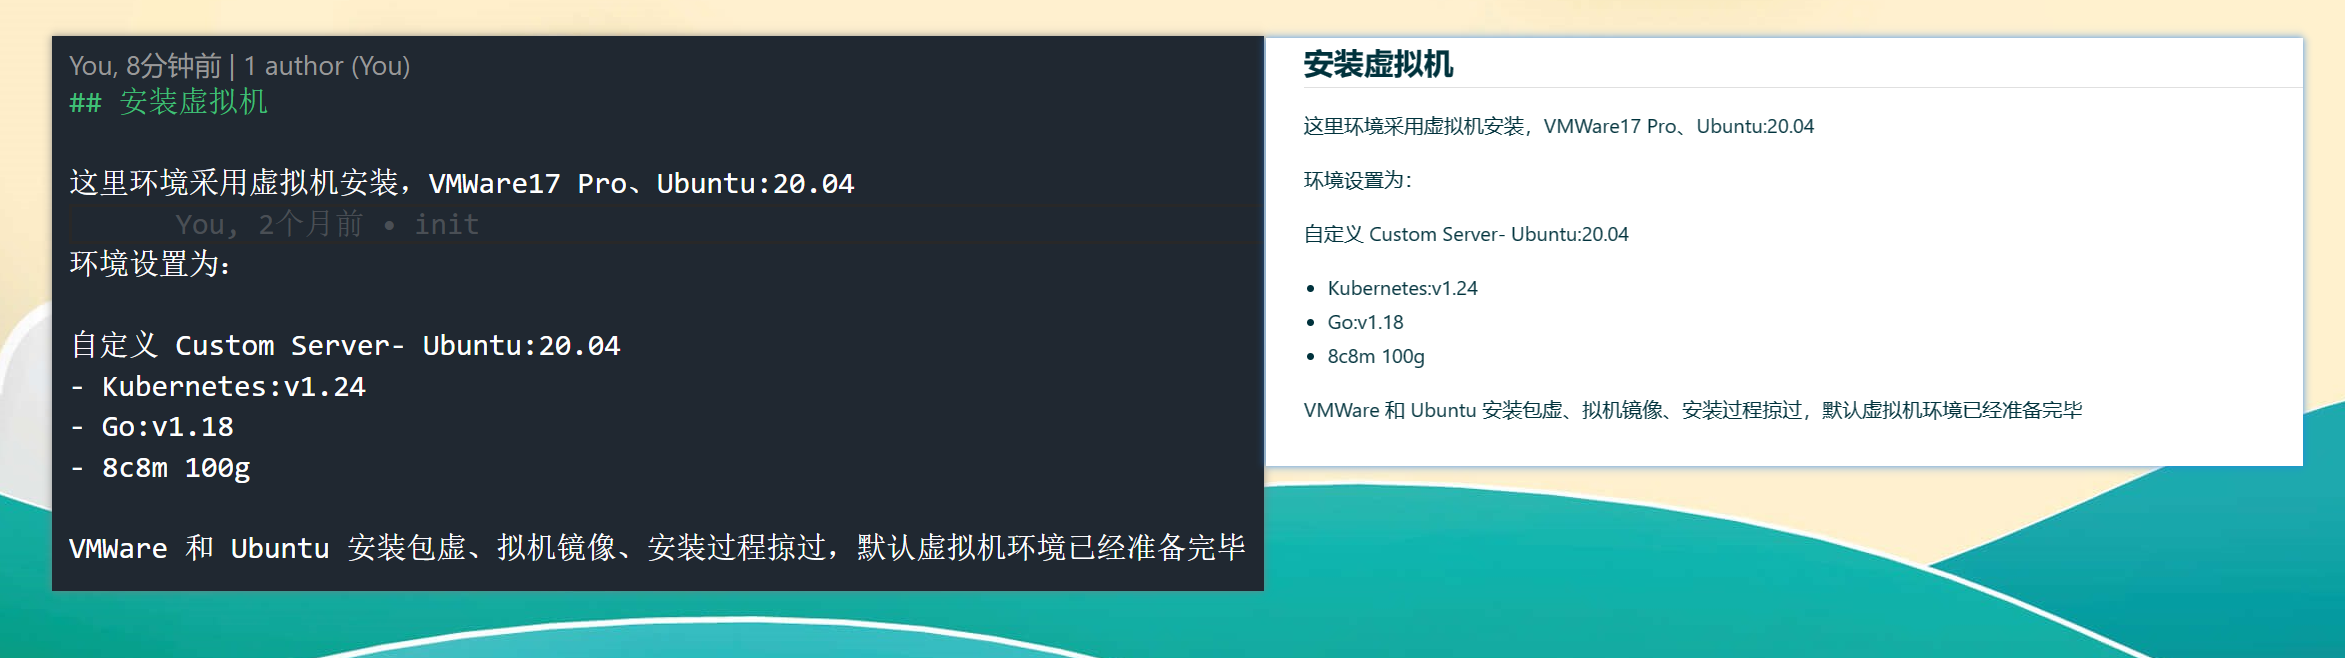 You, 8分钟前 | 1 author (You)
## 安装虚拟机
这里环境采用虚拟机安装，VMWare17 Pro、Ubuntu:20.04
You, 2个月前 • init
环境设置为：
自定义 Custom Server- Ubuntu:20.04
- Kubernetes:v1.24
- Go:v1.18
- 8c8m 100g
VMWare 和 Ubuntu 安装包虚、拟机镜像、安装过程掠过，默认虚拟机环境已经准备完毕
安装虚拟机
这里环境采用虚拟机安装，VMWare17 Pro、Ubuntu:20.04
环境设置为：
自定义 Custom Server- Ubuntu:20.04
• Kubernetes:v1.24
• Go:v1.18
• 8c8m 100g
VMWare 和 Ubuntu 安装包虚、拟机镜像、安装过程掠过，默认虚拟机环境已经准备完毕